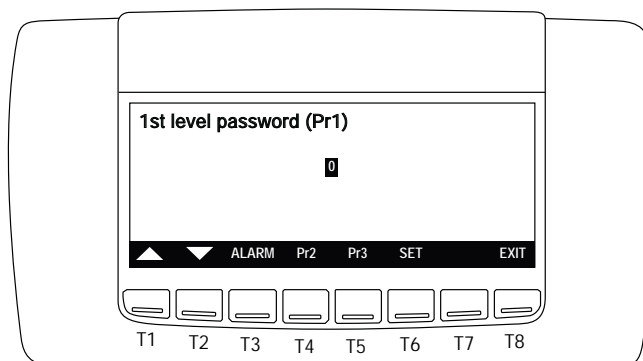 1st level password (Pr1)
0
ALARM Pr2 Pr3 SET EXIT
T1 T2 T3 T4 T5 T6 T7 T8